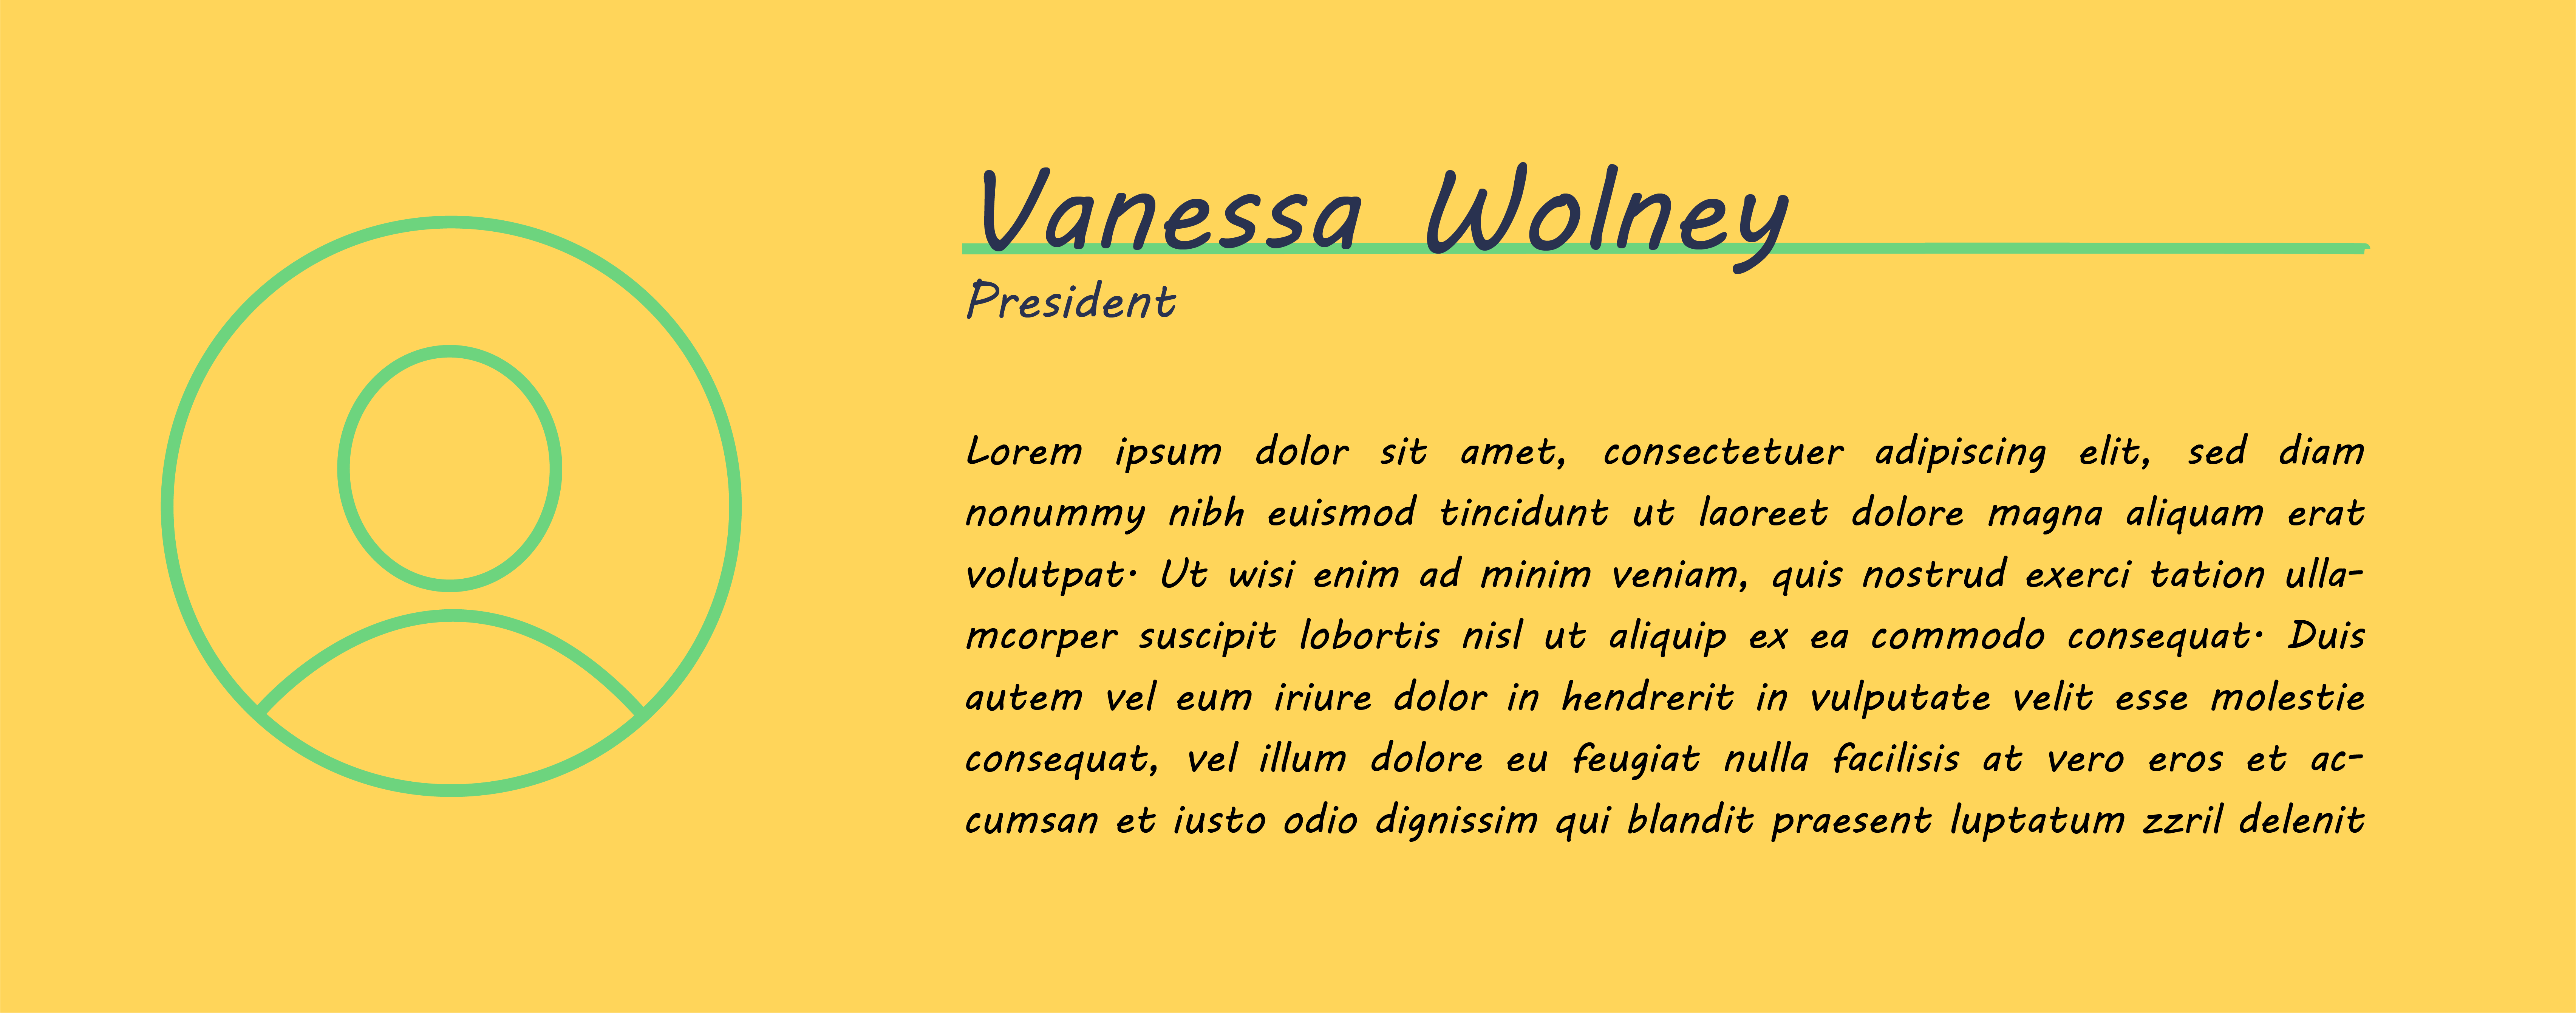 Vanessa Wolney
President
Lorem ipsum dolor sit amet, consectetuer adipiscing elit, sed diam
nonummy nibh euismod tincidunt ut laoreet dolore magna aliquam erat
volutpat· Ut wisi enim ad minim veniam, quis nostrud exerci tation ulla-
mcorper suscipit lobortis nisl ut aliquip ex ea commodo consequat· Duis
autem vel eum iriure dolor in hendrerit in vulputate velit esse molestie
consequat, vel illum dolore eu feugiat nulla facilisis at vero eros et ac-
cumsan et iusto odio dignissim qui blandit praesent luptatum zzril delenit